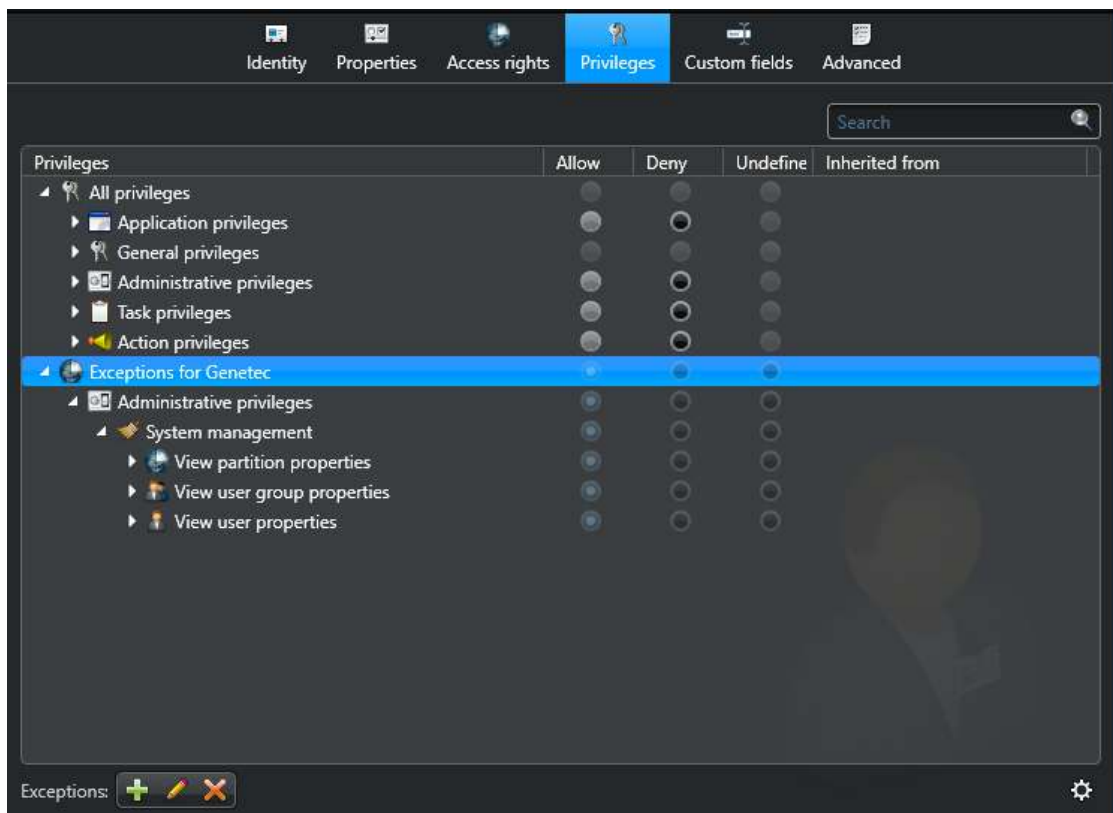 Identity Properties Access rights Privileges Custom fields Advanced
Search
Privileges Allow Deny Undefine Inherited from
All privileges
Application privileges
General privileges
Administrative privileges
Task privileges
Action privileges
Exceptions for Genetec
Administrative privileges
System management
View partition properties
View user group properties
View user properties
Exceptions: